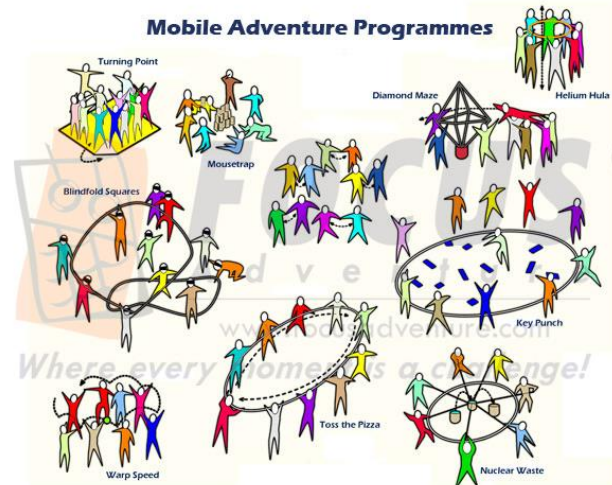 Mobile Adventure Programmes
Turning Point
Helium Hula
Diamond Maze
Mousetrap
Blindfold Squares
FOCUS
adventure
www.focusadventure.com
Key Punch
Where every moment is a challenge!
Toss the Pizza
Warp Speed
Nuclear Waste